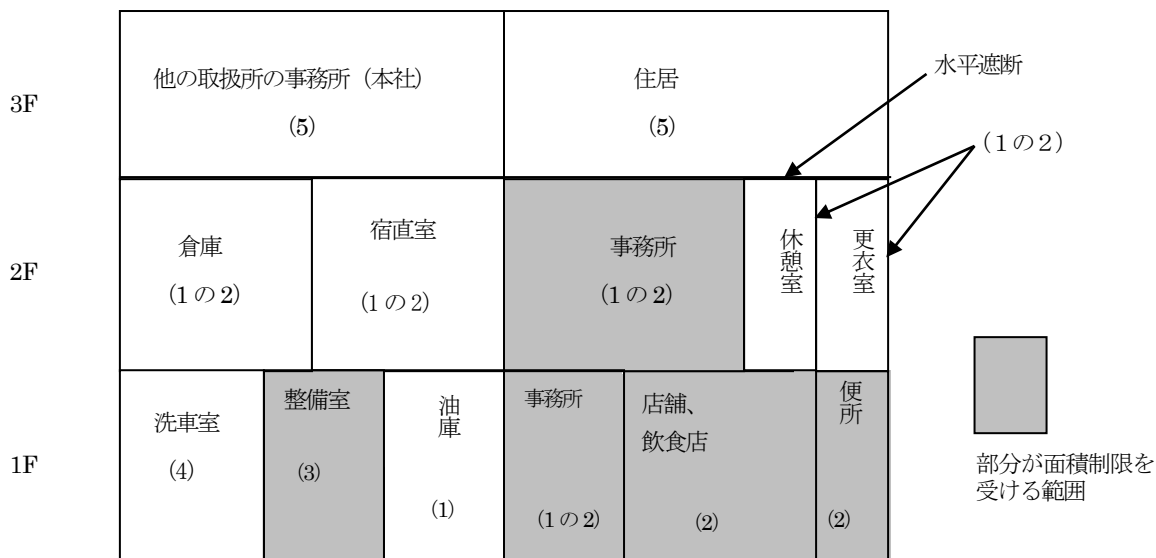 3F
他の取扱所の事務所（本社）
(5)
住居
(5)
水平遮断
（１の２）
2F
倉庫
(1の2)
宿直室
(1の2)
事務所
(1の2)
休憩室
更衣室
1F
洗車室
(4)
整備室
(3)
油庫
(1)
事務所
(1の2)
店舗、
飲食店
(2)
便所
(2)
部分が面積制限を
受ける範囲